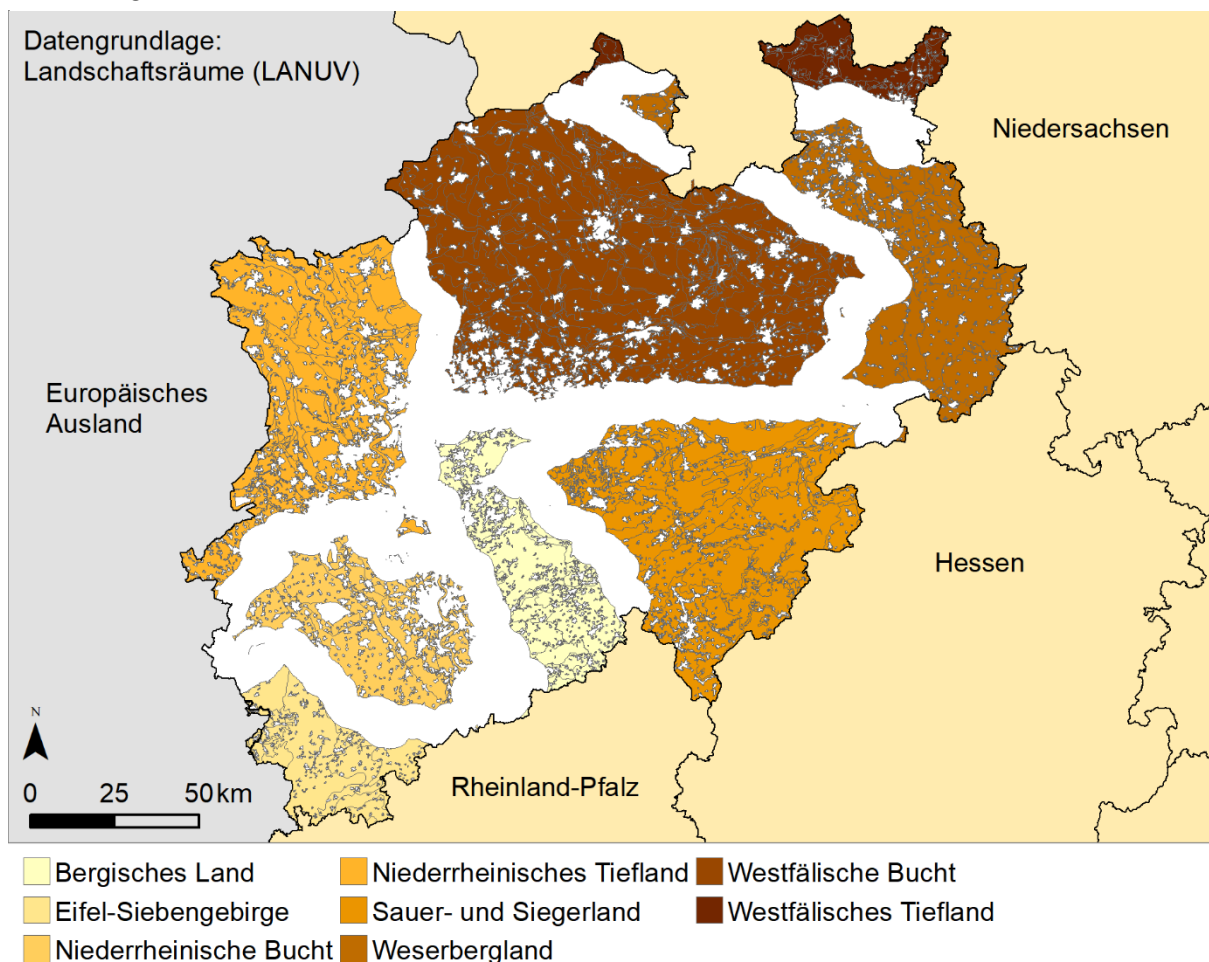 Datengrundlage:
Landschaftsräume (LANUV)
Niedersachsen
Europäisches
Ausland
Hessen
Rheinland-Pfalz
N
0 25 50 km
Bergisches Land
Eifel-Siebengebirge
Niederrheinische Bucht
Niederrheinisches Tiefland
Sauer- und Siegerland
Weserbergland
Westfälische Bucht
Westfälisches Tiefland